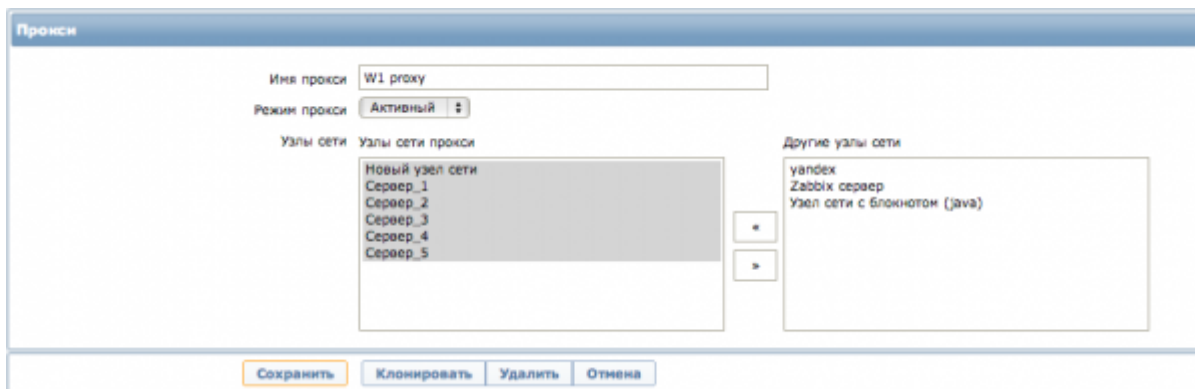 Прокси
Имя прокси W1 proxy
Режим прокси Активный
Узлы сети Узлы сети прокси Другие узлы сети
Новый узел сети
Сервер_1
Сервер_2
Сервер_3
Сервер_4
Сервер_5
«
»
yandex
Zabbix сервер
Узел сети с блокнотом (java)
Сохранить Клонировать Удалить Отмена